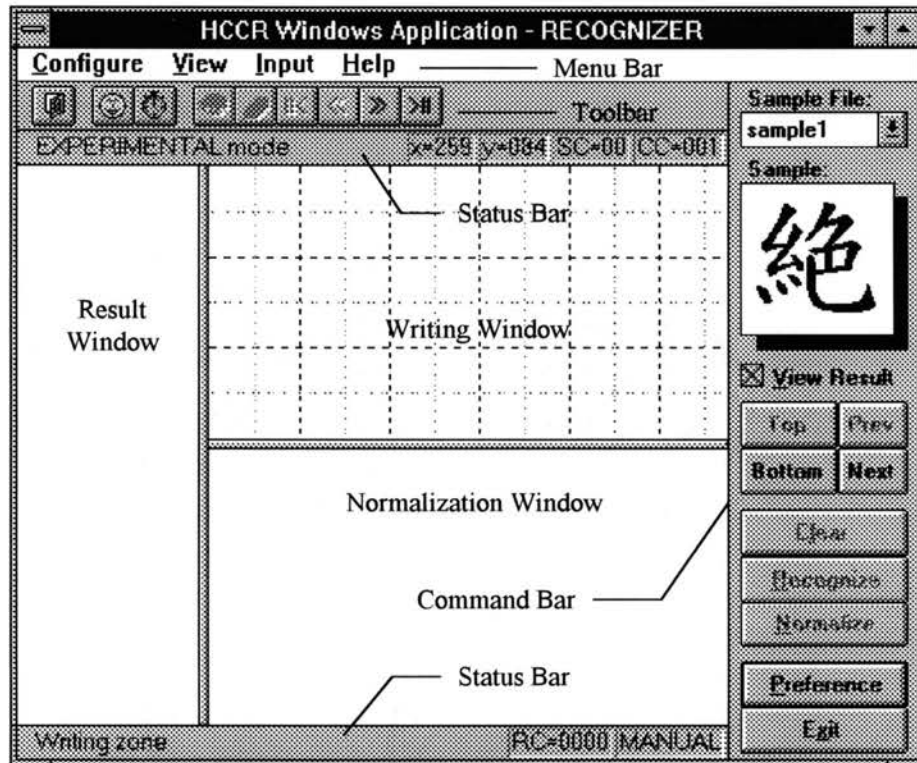 HCCR Windows Application - RECOGNIZER
Configure View Input Help Menu Bar
>> ># Toolbar
EXPERIMENTAL mode x=259 y=084 SC=00 CC=001
Status Bar
Result
Window
Writing Window
Normalization Window
Command Bar
Status Bar
Writing zone RC=0000 MANUAL
Sample File:
sample1
Sample:
絕
View Result
Top Prev
Bottom Next
Clear
Recognize
Normalize
Preference
Exit